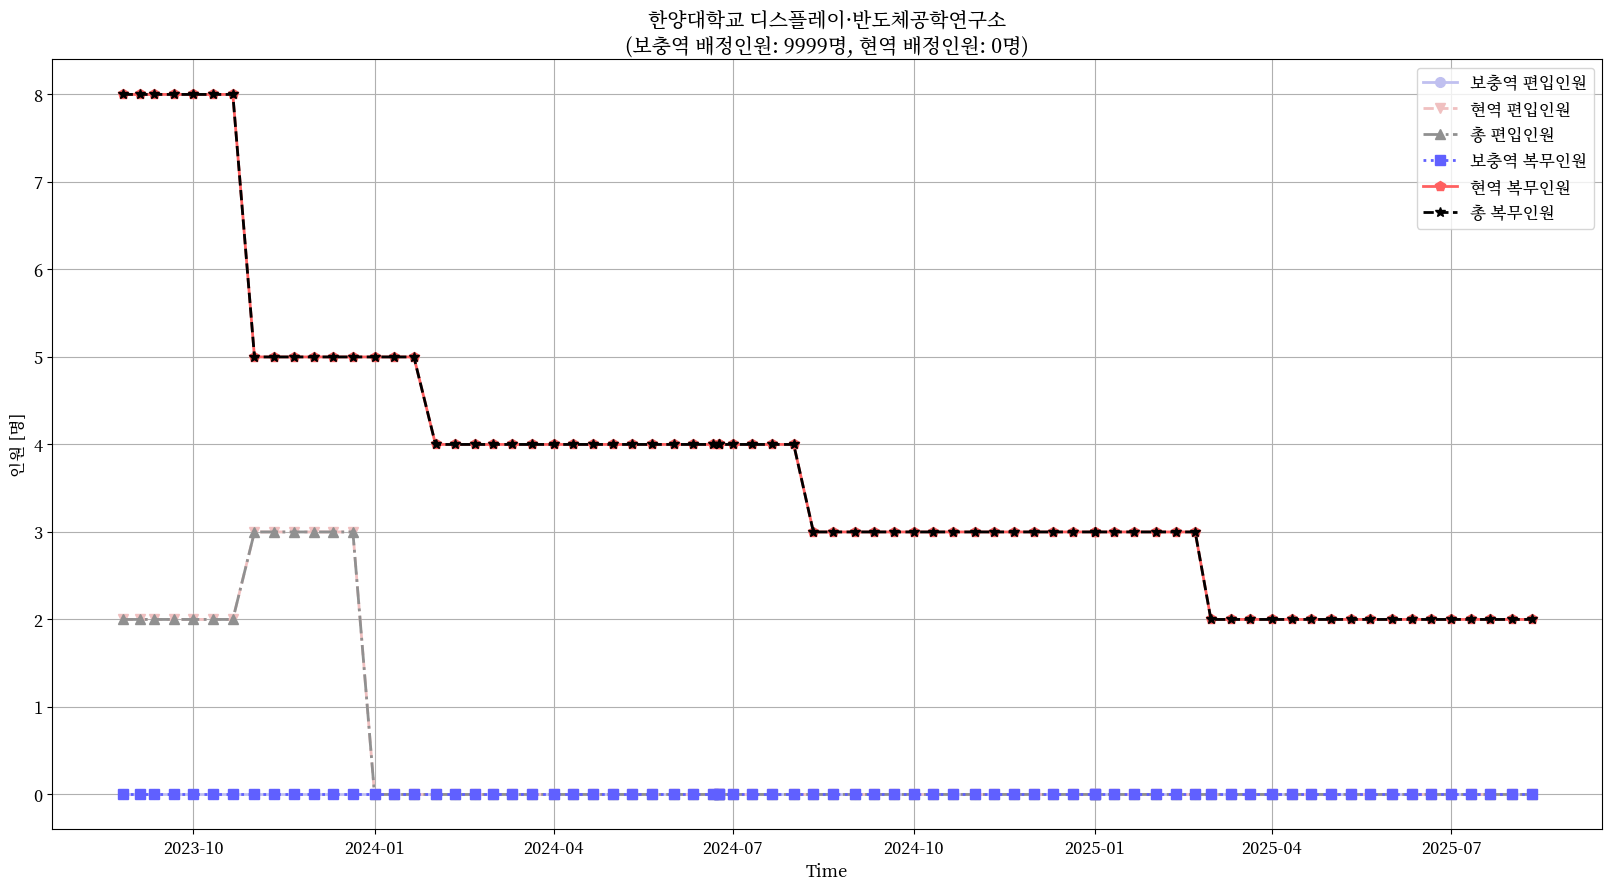 한양대학교 디스플레이·반도체공학연구소
(보충역 배정인원: 9999명, 현역 배정인원: 0명)
보충역 편입인원
현역 편입인원
총 편입인원
보충역 복무인원
현역 복무인원
총 복무인원
인원 [명]
8
7
6
5
4
3
2
1
0
2023-10
2024-01
2024-04
2024-07
2024-10
2025-01
2025-04
2025-07
Time